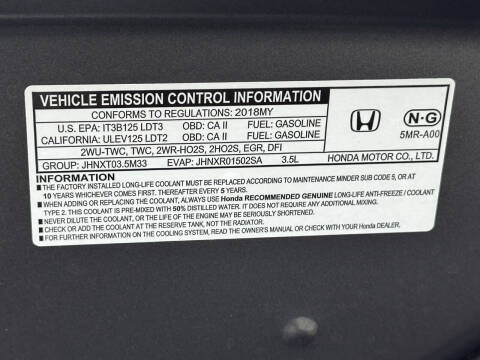 VEHICLE EMISSION CONTROL INFORMATION
CONFORMS TO REGULATIONS: 2018MY
U.S. EPA: IT3B125 LDT3 OBD: CA II FUEL: GASOLINE
CALIFORNIA: ULEV125 LDT2 OBD: CA II FUEL: GASOLINE
2WU-TWC, TWC, 2WR-HO2S, 2HO2S, EGR, DFI
GROUP: JHNXT03.5M33 EVAP: JHNXR01502SA 3.5L
N-G
5MR-A00
HONDA MOTOR CO., LTD.
INFORMATION
■ THE FACTORY INSTALLED LONG-LIFE COOLANT MUST BE REPLACED ACCORDING TO MAINTENANCE MINDER SUB CODE 5, OR AT
10 YEARS WHICHEVER COMES FIRST. THEREAFTER EVERY 5 YEARS.
■ WHEN REPLACING OR ADDING COOLANT, ALWAYS USE Honda RECOMMENDED GENUINE LONG-LIFE ANTI-FREEZE / COOLANT
TYPE 2. THIS COOLANT IS PRE-MIXED WITH 50% DISTILLED WATER. IT DOES NOT REQUIRE ANY ADDITIONAL MIXING.
■ NEVER DILUTE THE COOLANT, OR THE LIFE OF THE ENGINE MAY BE SERIOUSLY SHORTENED.
■ CHECK OR ADD COOLANT AT THE RESERVE TANK, NOT THE RADIATOR.
■ FOR FURTHER INFORMATION ON THE COOLING SYSTEM, READ THE OWNER'S MANUAL OR CHECK WITH YOUR Honda DEALER.